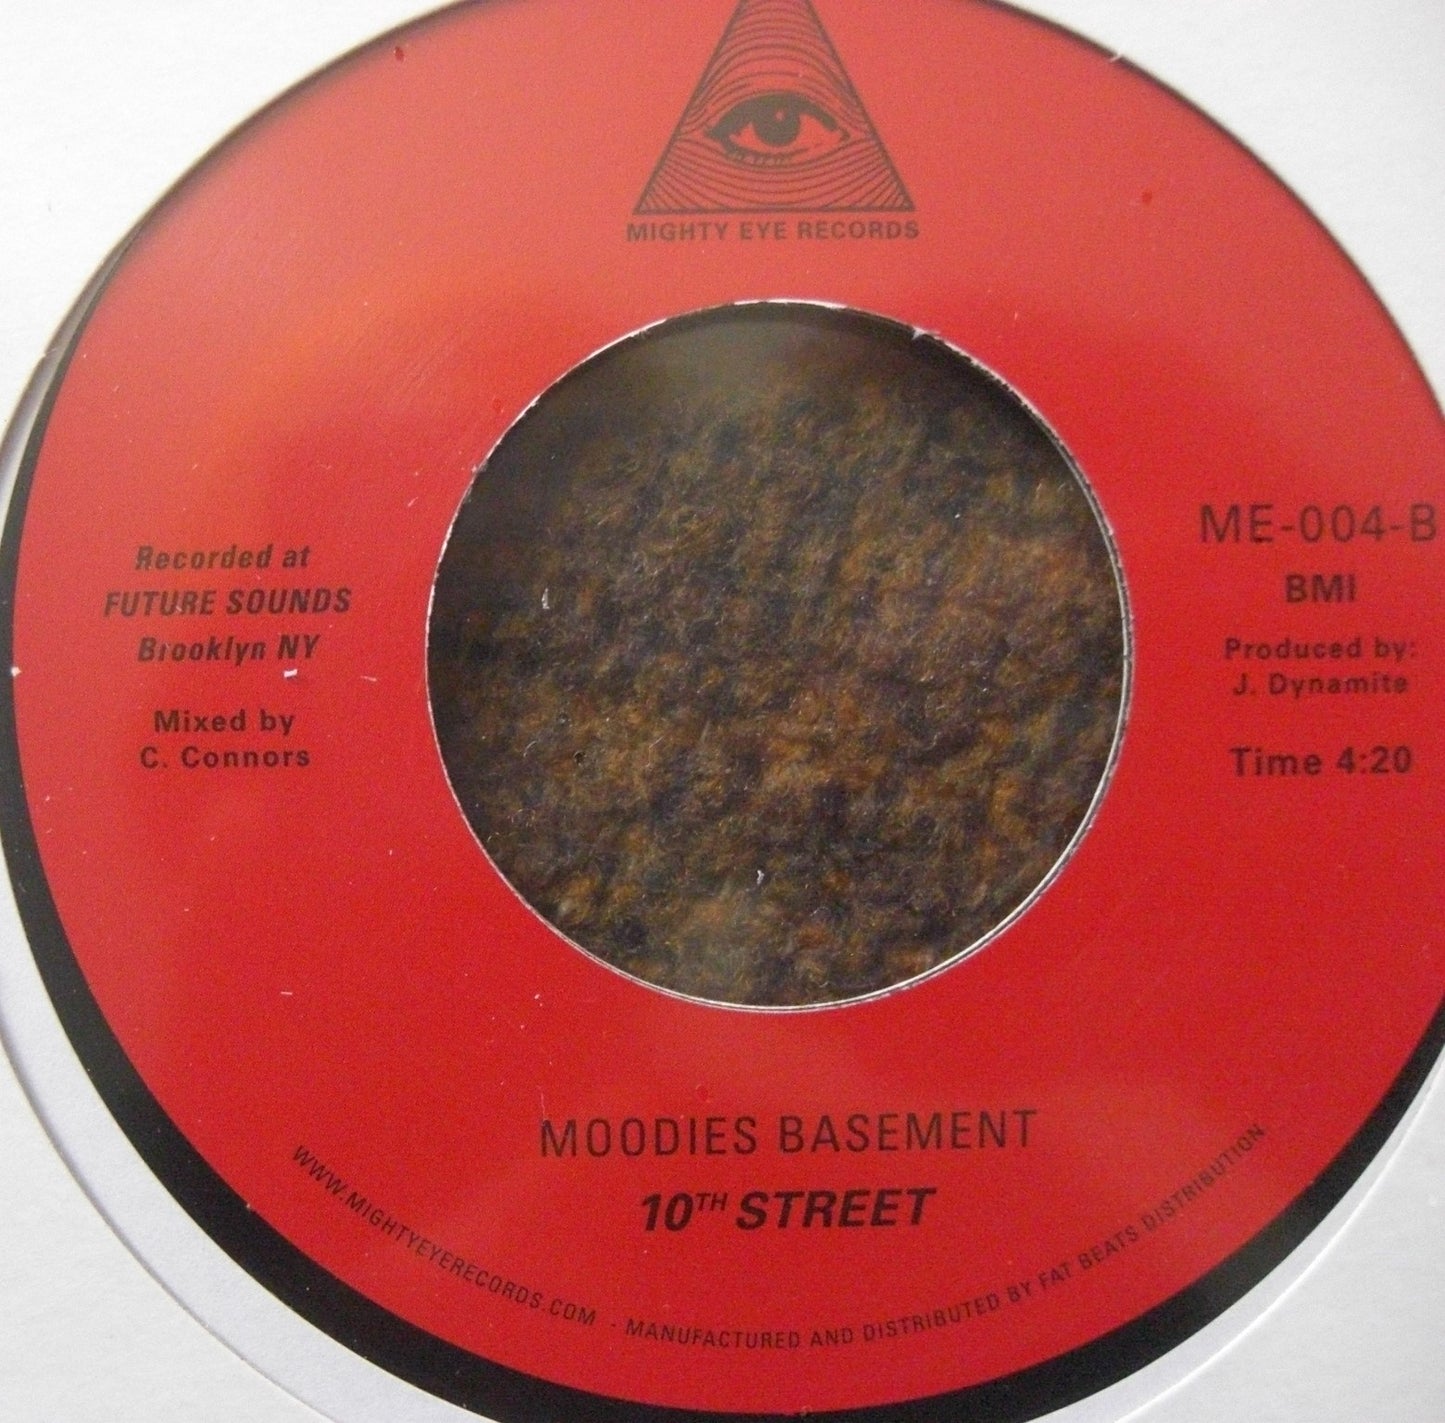 MIGHTY EYE RECORDS
Recorded at
FUTURE SOUNDS
Brooklyn NY
Mixed by
C. Connors
ME-004-B
BMI
Produced by:
J. Dynamite
Time 4:20
MOODIES BASEMENT
10TH STREET
WWW.MIGHTYEYERECORDS.COM - MANUFACTURED AND DISTRIBUTED BY FAT BEATS DISTRIBUTION